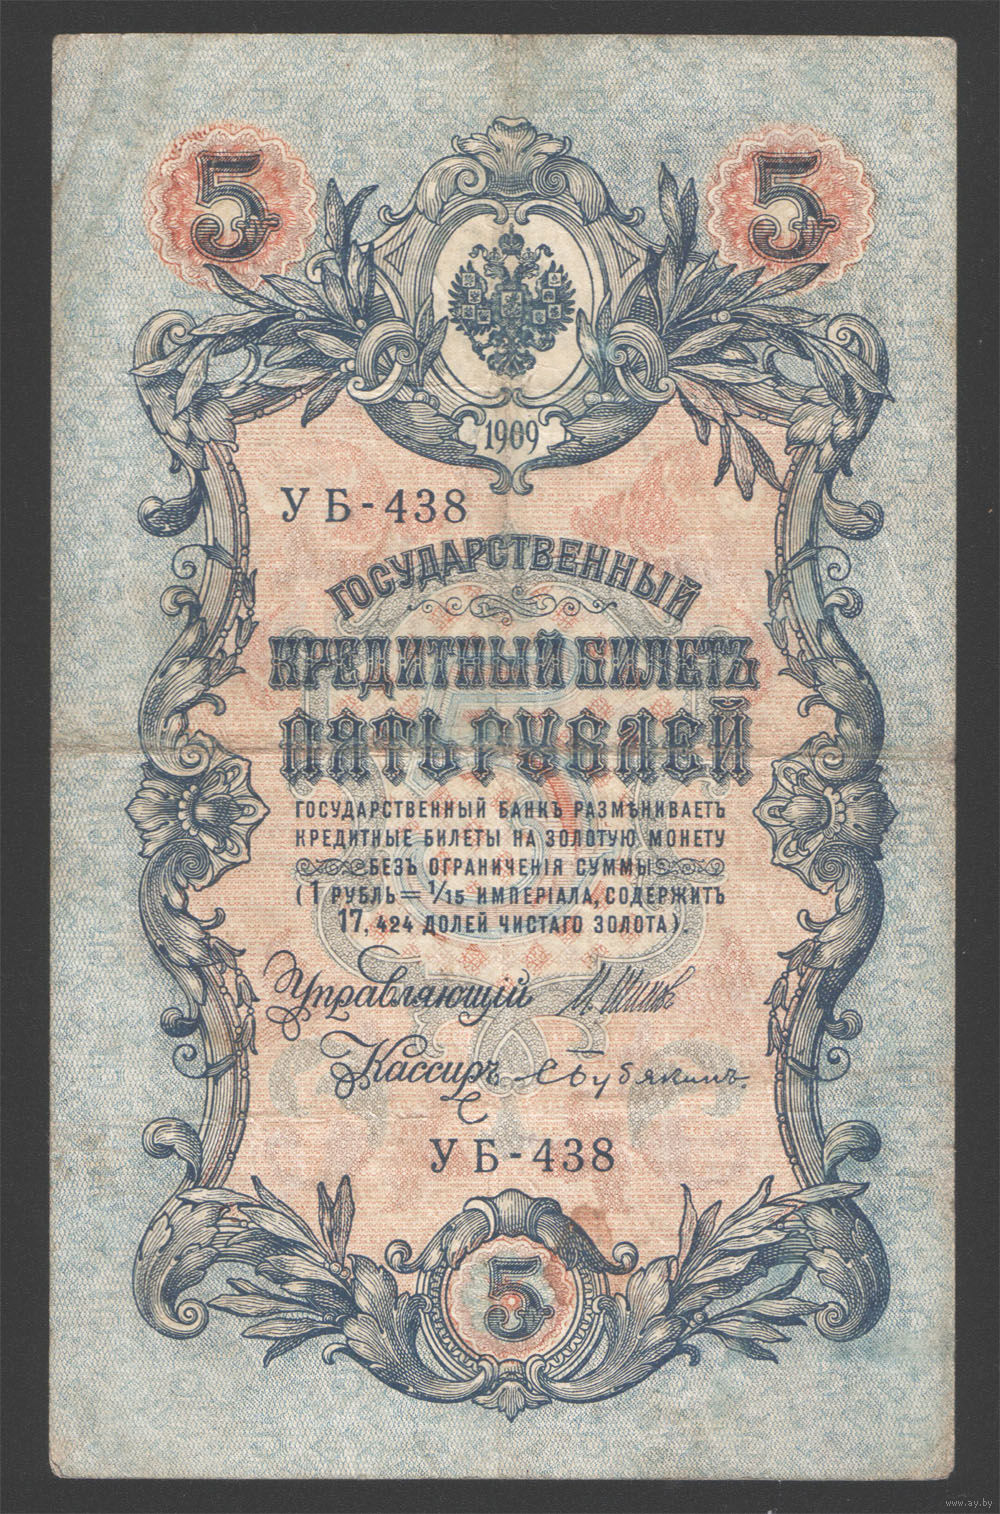 5 5
1909
УБ-438
ГОСУДАРСТВЕННЫЙ
КРЕДИТНЫЙ БИЛЕТЪ
ПЯТЬ РУБЛЕЙ
ГОСУДАРСТВЕННЫЙ БАНКЪ РАЗМѢНИВАЕТЪ
КРЕДИТНЫЕ БИЛЕТЫ НА ЗОЛОТУЮ МОНЕТУ
БЕЗЪ ОГРАНИЧЕНІЯ СУММЫ
(1 РУБЛЬ = 1/15 ИМПЕРІАЛА, СОДЕРЖИТЪ
17,424 ДОЛЕЙ ЧИСТАГО ЗОЛОТА).
Управляющій И. Шипов
Кассиръ С Бубякинъ.
УБ-438
5
www.ay.by